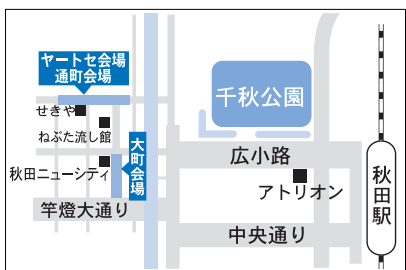 ヤートセ会場
通町会場
せきや
ねぶた流し館
秋田ニューシティ
大町会場
竿燈大通り
千秋公園
広小路
アトリオン
中央通り
秋田駅